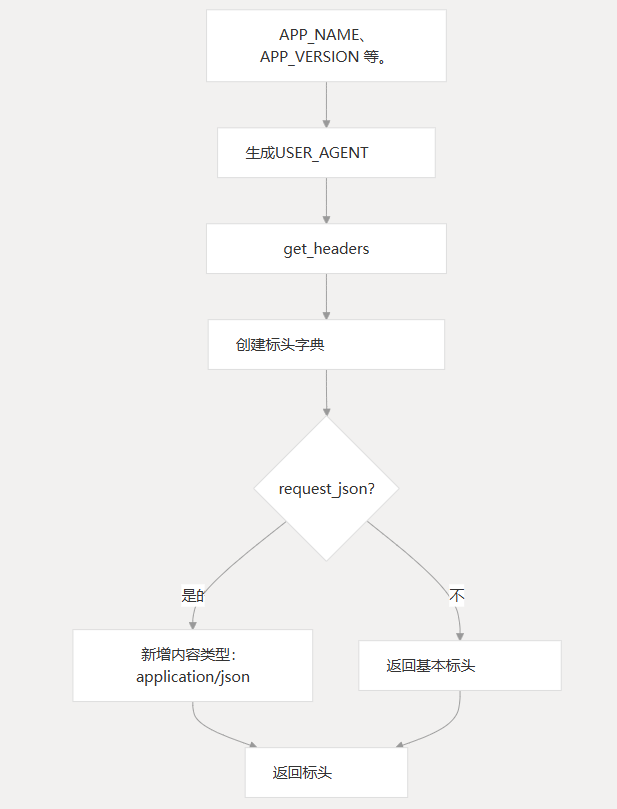 APP_NAME、
APP_VERSION 等。
生成USER_AGENT
get_headers
创建标头字典
request_json?
是的
不
新增内容类型：
application/json
返回基本标头
返回标头